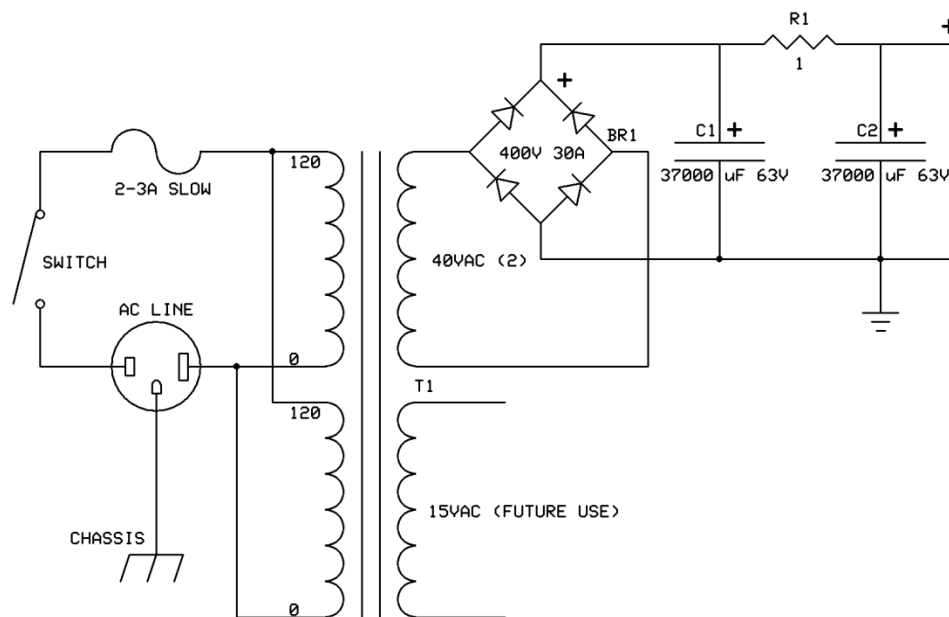 R1
1
+
+
BR1
400V 30A
C1 +
C2 +
37000 uF 63V
37000 uF 63V
120
2-3A SLOW
SWITCH
40VAC (2)
AC LINE
0
T1
120
15VAC (FUTURE USE)
CHASSIS
0